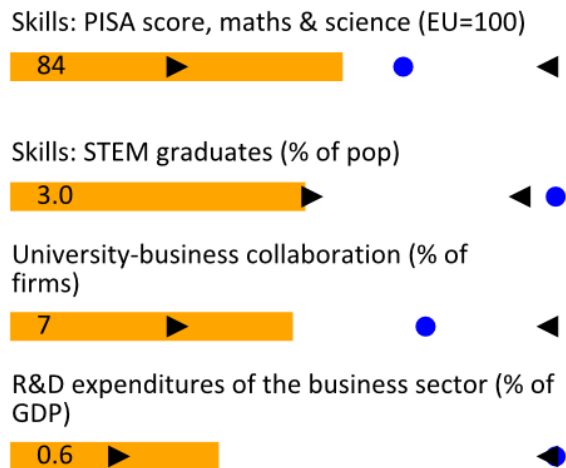 Skills: PISA score, maths & science (EU=100)
84
Skills: STEM graduates (% of pop)
3.0
University-business collaboration (% of
firms)
7
R&D expenditures of the business sector (% of
GDP)
0.6